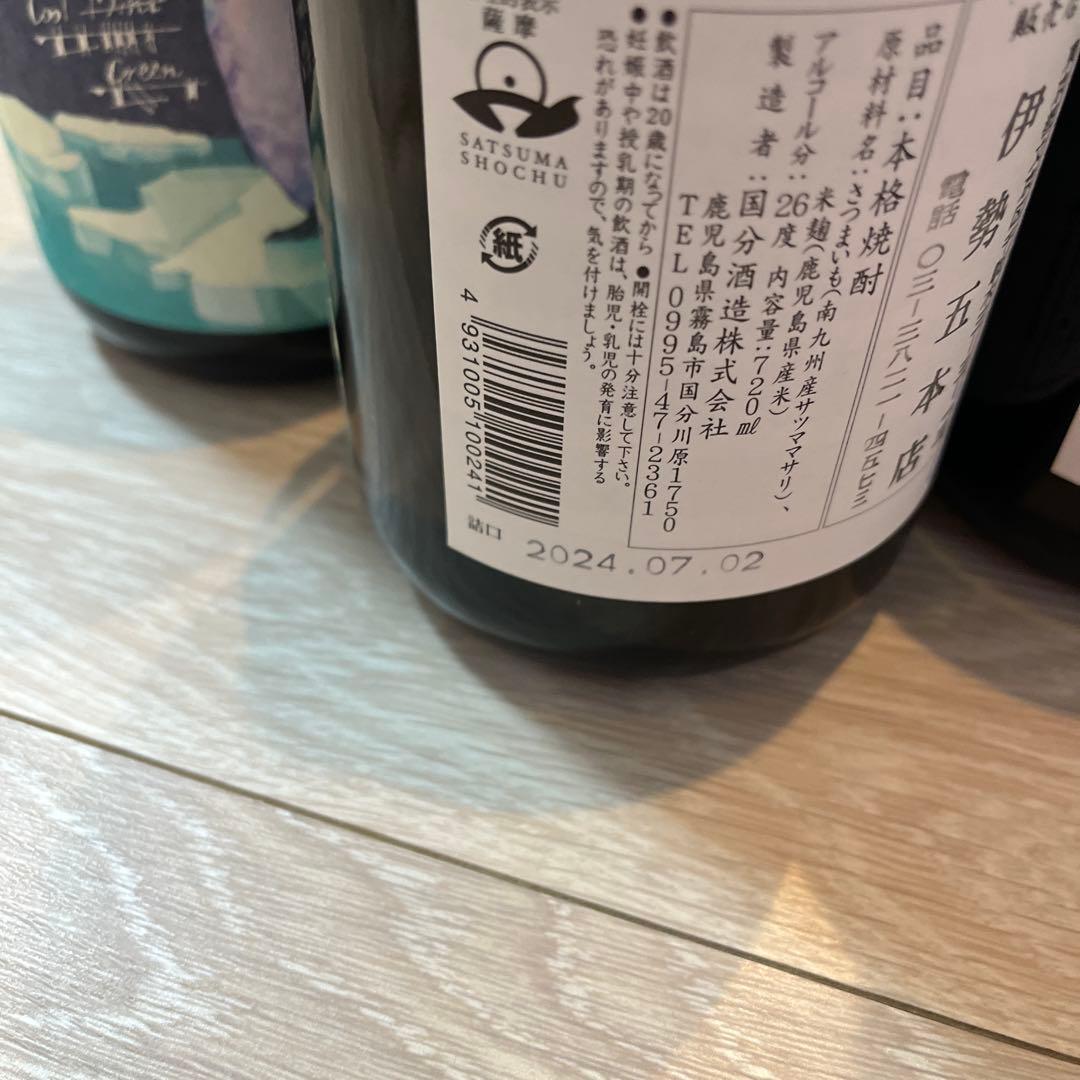 Green
薩摩
SATSUMA
SHOCHU
紙
4 931005 100241
詰口
2024.07.02
伊勢五本店
電話 〇三ー三八二一ー四五七三
品目:本格焼酎
原材料名:さつまいも(南九州産サツママサリ)、
米麹(鹿児島県産米)
アルコール分:26度 内容量:720㎖
製造者:国分酒造株式会社
鹿児島県霧島市国分川原1750
TEL 0995-47-2361
●飲酒は20歳になってから ●開栓には十分注意して下さい。
●妊娠中や授乳期の飲酒は、胎児・乳児の発育に影響する
恐れがありますので、気を付けましょう。